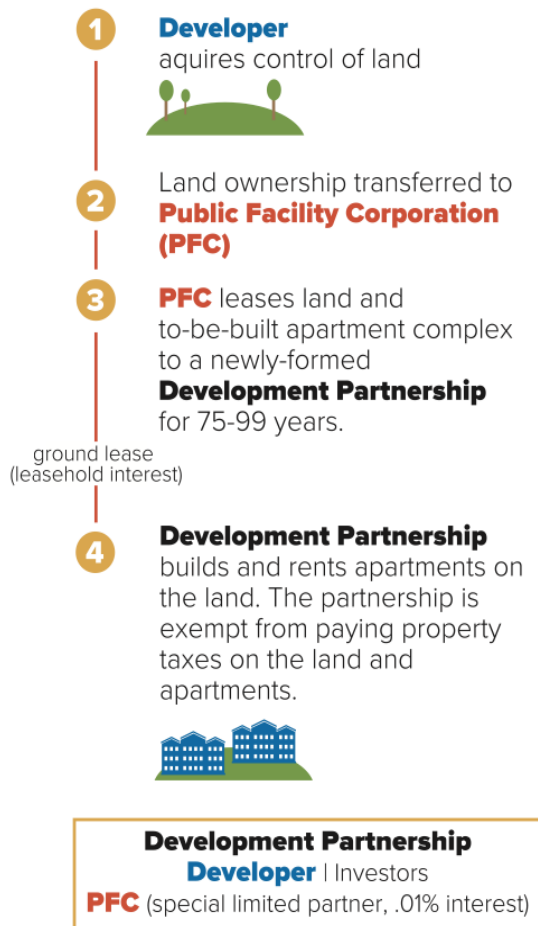 1
Developer
aquires control of land
2
Land ownership transferred to
Public Facility Corporation
(PFC)
3
PFC leases land and
to-be-built apartment complex
to a newly-formed
Development Partnership
for 75-99 years.
ground lease
(leasehold interest)
4
Development Partnership
builds and rents apartments on
the land. The partnership is
exempt from paying property
taxes on the land and
apartments.
Development Partnership
Developer | Investors
PFC (special limited partner, .01% interest)